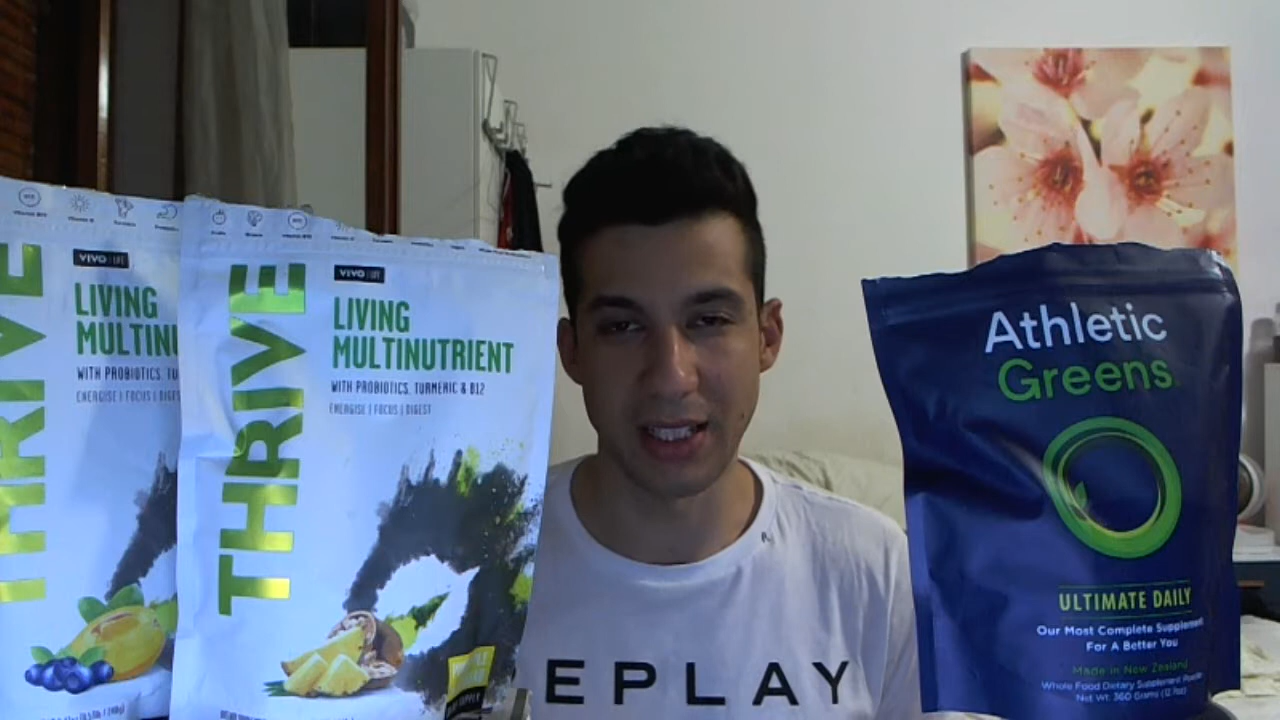 THRIVE
VIVO LIFE
LIVING
MULTINUTRIENT
WITH PROBIOTICS, TURMERIC & B12
ENERGISE | FOCUS | DIGEST
VIVO LIFE
LIVING
MULTINU
WITH PROBIOTICS, TU
ENERGISE | FOCUS | DIGES
EPLAY
Athletic
Greens
ULTIMATE DAILY
Our Most Complete Supplement
For A Better You
Made in New Zealand
Whole Food Dietary Supplement Powder
Net Wt. 360 Grams (12.7oz)